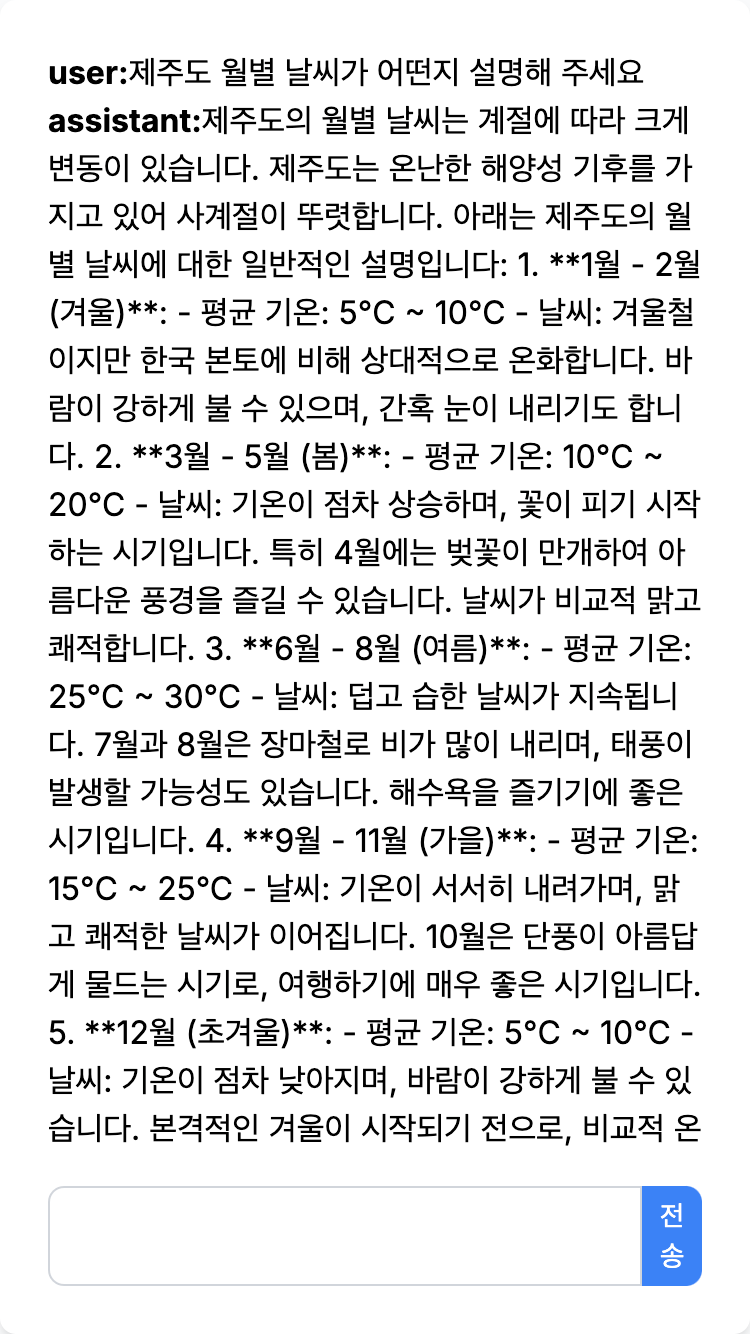 user:제주도 월별 날씨가 어떤지 설명해 주세요
assistant:제주도의 월별 날씨는 계절에 따라 크게
변동이 있습니다. 제주도는 온난한 해양성 기후를 가
지고 있어 사계절이 뚜렷합니다. 아래는 제주도의 월
별 날씨에 대한 일반적인 설명입니다: 1. **1월 - 2월
(겨울)**: - 평균 기온: 5°C ~ 10°C - 날씨: 겨울철
이지만 한국 본토에 비해 상대적으로 온화합니다. 바
람이 강하게 불 수 있으며, 간혹 눈이 내리기도 합니
다. 2. **3월 - 5월 (봄)**: - 평균 기온: 10°C ~
20°C - 날씨: 기온이 점차 상승하며, 꽃이 피기 시작
하는 시기입니다. 특히 4월에는 벚꽃이 만개하여 아
름다운 풍경을 즐길 수 있습니다. 날씨가 비교적 맑고
쾌적합니다. 3. **6월 - 8월 (여름)**: - 평균 기온:
25°C ~ 30°C - 날씨: 덥고 습한 날씨가 지속됩니
다. 7월과 8월은 장마철로 비가 많이 내리며, 태풍이
발생할 가능성도 있습니다. 해수욕을 즐기기에 좋은
시기입니다. 4. **9월 - 11월 (가을)**: - 평균 기온:
15°C ~ 25°C - 날씨: 기온이 서서히 내려가며, 맑
고 쾌적한 날씨가 이어집니다. 10월은 단풍이 아름답
게 물드는 시기로, 여행하기에 매우 좋은 시기입니다.
5. **12월 (초겨울)**: - 평균 기온: 5°C ~ 10°C -
날씨: 기온이 점차 낮아지며, 바람이 강하게 불 수 있
습니다. 본격적인 겨울이 시작되기 전으로, 비교적 온
전
송